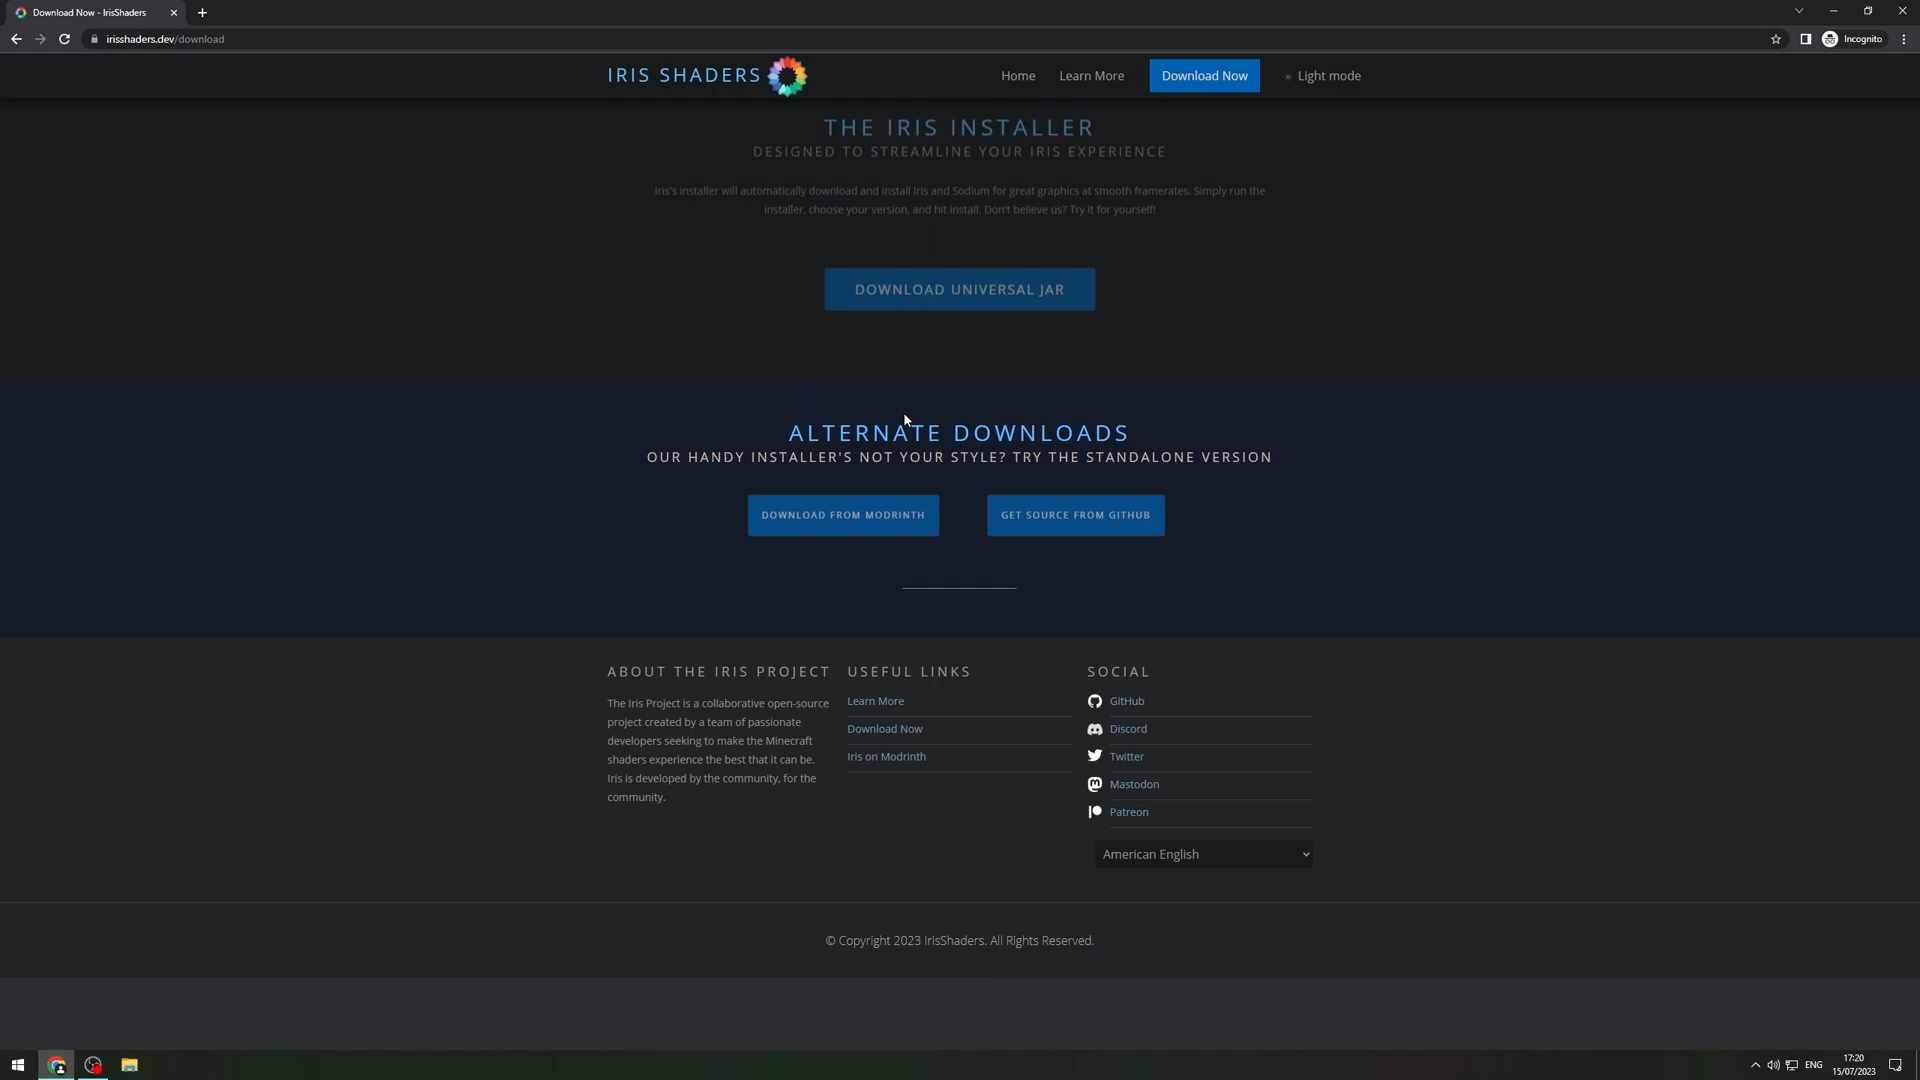 Download Now - IrisShaders
irisshaders.dev/download
Incognito
IRIS SHADERS
Home
Learn More
Download Now
Light mode
THE IRIS INSTALLER
DESIGNED TO STREAMLINE YOUR IRIS EXPERIENCE
Iris's installer will automatically download and install Iris and Sodium for great graphics at smooth framerates. Simply run the
installer, choose your version, and hit install. Don't believe us? Try it for yourself!
DOWNLOAD UNIVERSAL JAR
ALTERNATE DOWNLOADS
OUR HANDY INSTALLER'S NOT YOUR STYLE? TRY THE STANDALONE VERSION
DOWNLOAD FROM MODRINTH
GET SOURCE FROM GITHUB
ABOUT THE IRIS PROJECT
The Iris Project is a collaborative open-source
project created by a team of passionate
developers seeking to make the Minecraft
shaders experience the best that it can be.
Iris is developed by the community, for the
community.
USEFUL LINKS
Learn More
Download Now
Iris on Modrinth
SOCIAL
GitHub
Discord
Twitter
Mastodon
Patreon
American English
© Copyright 2023 IrisShaders. All Rights Reserved.
ENG
17:20
15/07/2023